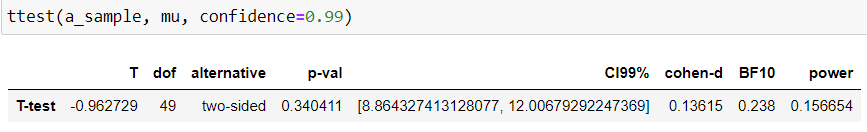 ttest(a_sample, mu, confidence=0.99)
T dof alternative p-val CI99% cohen-d BF10 power
T-test -0.962729 49 two-sided 0.340411 [8.864327413128077, 12.00679292247369] 0.13615 0.238 0.156654